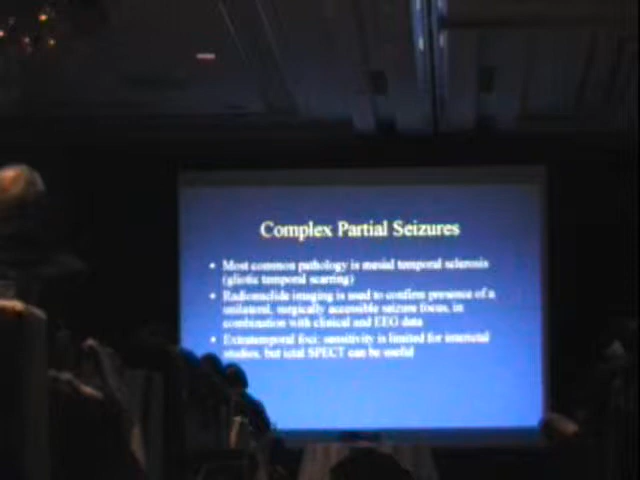 Complex Partial Seizures
• Most common pathology is mesial temporal sclerosis
(gliotic temporal scarring)
• Radionuclide imaging is used to confirm presence of a
unilateral, surgically accessible seizure focus, in
combination with clinical and EEG data
• Extratemporal foci: sensitivity is limited for interictal
studies, but ictal SPECT can be useful